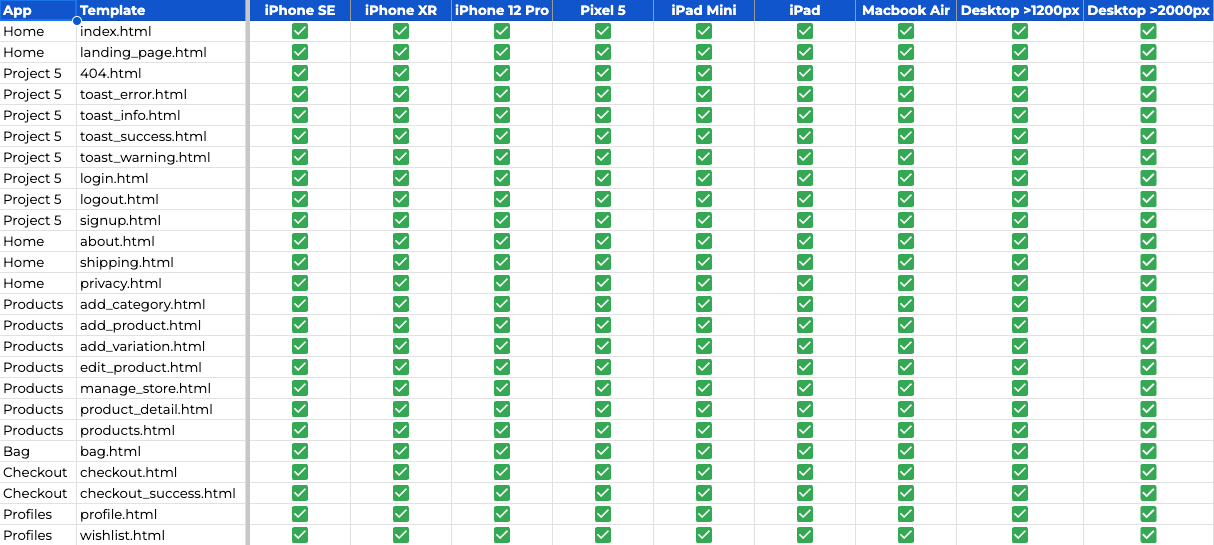 App Template iPhone SE iPhone XR iPhone 12 Pro Pixel 5 iPad Mini iPad Macbook Air Desktop >1200px Desktop >2000px
Home index.html ✅ ✅ ✅ ✅ ✅ ✅ ✅ ✅ ✅
Home landing_page.html ✅ ✅ ✅ ✅ ✅ ✅ ✅ ✅ ✅
Project 5 404.html ✅ ✅ ✅ ✅ ✅ ✅ ✅ ✅ ✅
Project 5 toast_error.html ✅ ✅ ✅ ✅ ✅ ✅ ✅ ✅ ✅
Project 5 toast_info.html ✅ ✅ ✅ ✅ ✅ ✅ ✅ ✅ ✅
Project 5 toast_success.html ✅ ✅ ✅ ✅ ✅ ✅ ✅ ✅ ✅
Project 5 toast_warning.html ✅ ✅ ✅ ✅ ✅ ✅ ✅ ✅ ✅
Project 5 login.html ✅ ✅ ✅ ✅ ✅ ✅ ✅ ✅ ✅
Project 5 logout.html ✅ ✅ ✅ ✅ ✅ ✅ ✅ ✅ ✅
Project 5 signup.html ✅ ✅ ✅ ✅ ✅ ✅ ✅ ✅ ✅
Home about.html ✅ ✅ ✅ ✅ ✅ ✅ ✅ ✅ ✅
Home shipping.html ✅ ✅ ✅ ✅ ✅ ✅ ✅ ✅ ✅
Home privacy.html ✅ ✅ ✅ ✅ ✅ ✅ ✅ ✅ ✅
Products add_category.html ✅ ✅ ✅ ✅ ✅ ✅ ✅ ✅ ✅
Products add_product.html ✅ ✅ ✅ ✅ ✅ ✅ ✅ ✅ ✅
Products add_variation.html ✅ ✅ ✅ ✅ ✅ ✅ ✅ ✅ ✅
Products edit_product.html ✅ ✅ ✅ ✅ ✅ ✅ ✅ ✅ ✅
Products manage_store.html ✅ ✅ ✅ ✅ ✅ ✅ ✅ ✅ ✅
Products product_detail.html ✅ ✅ ✅ ✅ ✅ ✅ ✅ ✅ ✅
Products products.html ✅ ✅ ✅ ✅ ✅ ✅ ✅ ✅ ✅
Bag bag.html ✅ ✅ ✅ ✅ ✅ ✅ ✅ ✅ ✅
Checkout checkout.html ✅ ✅ ✅ ✅ ✅ ✅ ✅ ✅ ✅
Checkout checkout_success.html ✅ ✅ ✅ ✅ ✅ ✅ ✅ ✅ ✅
Profiles profile.html ✅ ✅ ✅ ✅ ✅ ✅ ✅ ✅ ✅
Profiles wishlist.html ✅ ✅ ✅ ✅ ✅ ✅ ✅ ✅ ✅